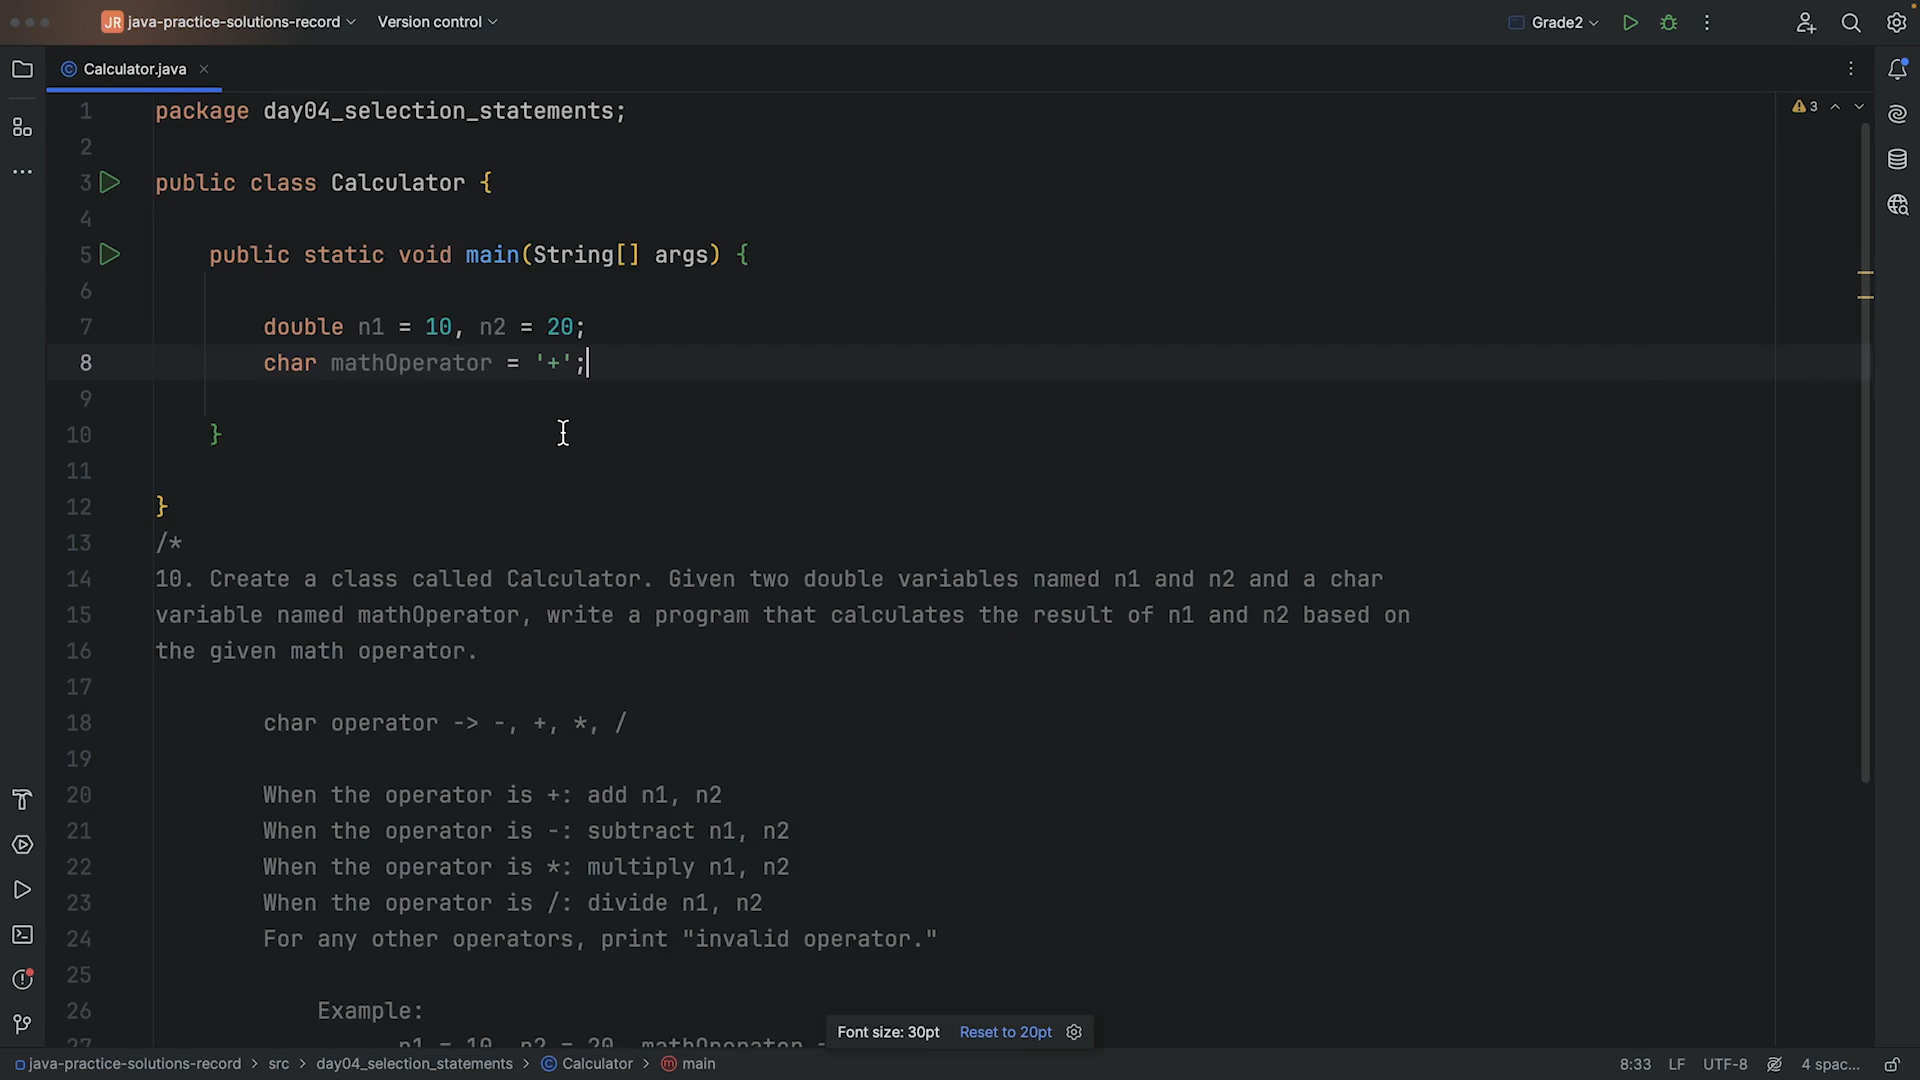 JR java-practice-solutions-record Version control Grade2
Calculator.java
1 package day04_selection_statements; 3
2
3 public class Calculator {
4
5 public static void main(String[] args) {
6
7 double n1 = 10, n2 = 20;
8 char mathOperator = '+';
9
10 }
11
12 }
13 /*
14 10. Create a class called Calculator. Given two double variables named n1 and n2 and a char
15 variable named mathOperator, write a program that calculates the result of n1 and n2 based on
16 the given math operator.
17
18 char operator -> -, +, *, /
19
20 When the operator is +: add n1, n2
21 When the operator is -: subtract n1, n2
22 When the operator is *: multiply n1, n2
23 When the operator is /: divide n1, n2
24 For any other operators, print "invalid operator."
25
26 Example:
27 n1 = 10, n2 = 20, mathOperator
Font size: 30pt Reset to 20pt
java-practice-solutions-record > src > day04_selection_statements > Calculator > main 8:33 LF UTF-8 4 spac...